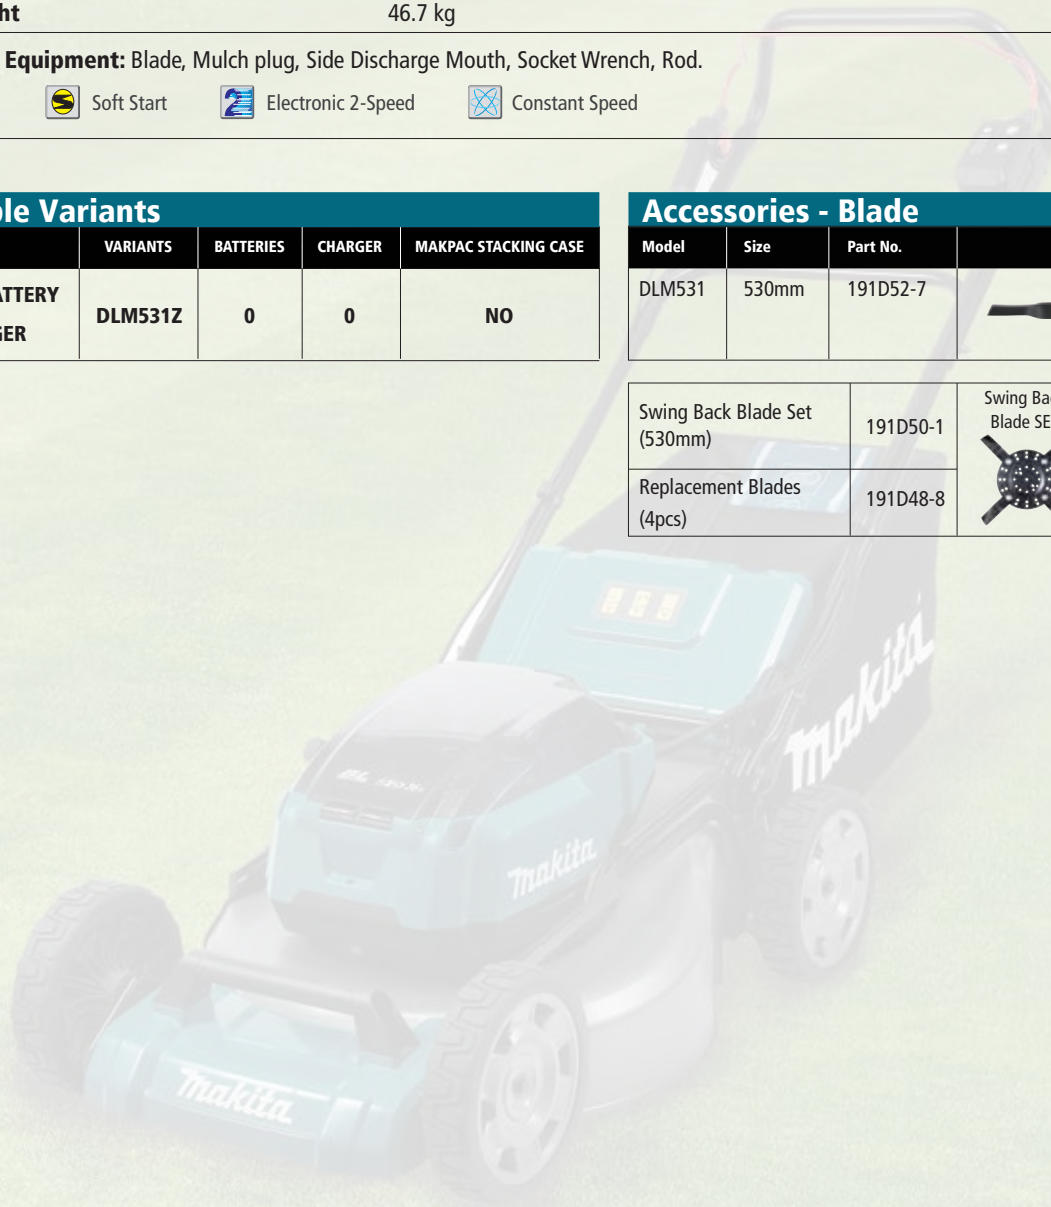 ht 46.7 kg
Equipment: Blade, Mulch plug, Side Discharge Mouth, Socket Wrench, Rod.
Soft Start Electronic 2-Speed Constant Speed
ple Variants
VARIANTS BATTERIES CHARGER MAKPAC STACKING CASE
ATTERY
GER
DLM531Z 0 0 NO
Accessories - Blade
Model Size Part No.
DLM531 530mm 191D52-7
Swing Back Blade Set
(530mm)
191D50-1
Swing Ba
Blade SE
Replacement Blades
(4pcs)
191D48-8
makita
BL
makita
makita